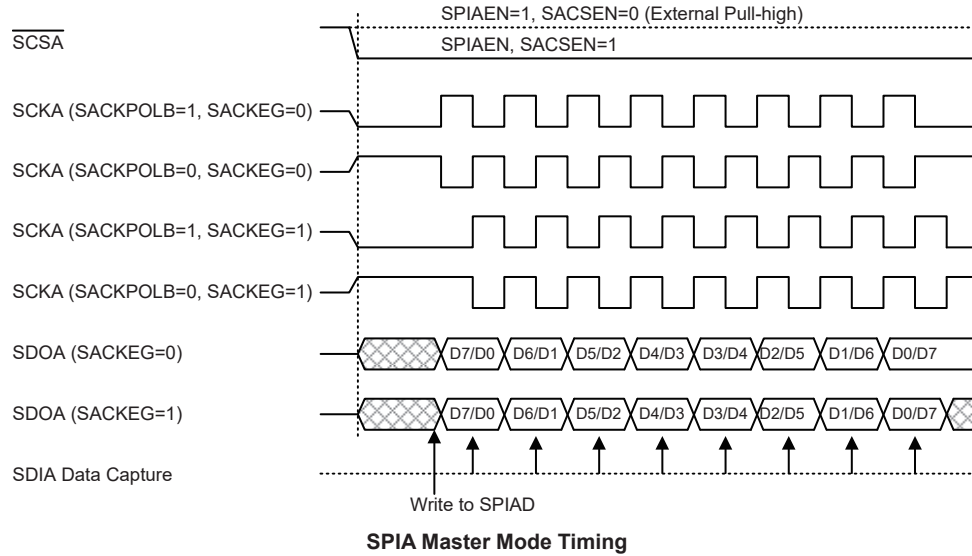 SPIAEN=1, SACSEN=0 (External Pull-high)
SCSA
SPIAEN, SACSEN=1
SCKA (SACKPOLB=1, SACKEG=0)
SCKA (SACKPOLB=0, SACKEG=0)
SCKA (SACKPOLB=1, SACKEG=1)
SCKA (SACKPOLB=0, SACKEG=1)
SDOA (SACKEG=0) D7/D0 D6/D1 D5/D2 D4/D3 D3/D4 D2/D5 D1/D6 D0/D7
SDOA (SACKEG=1) D7/D0 D6/D1 D5/D2 D4/D3 D3/D4 D2/D5 D1/D6 D0/D7
SDIA Data Capture
Write to SPIAD
SPIA Master Mode Timing